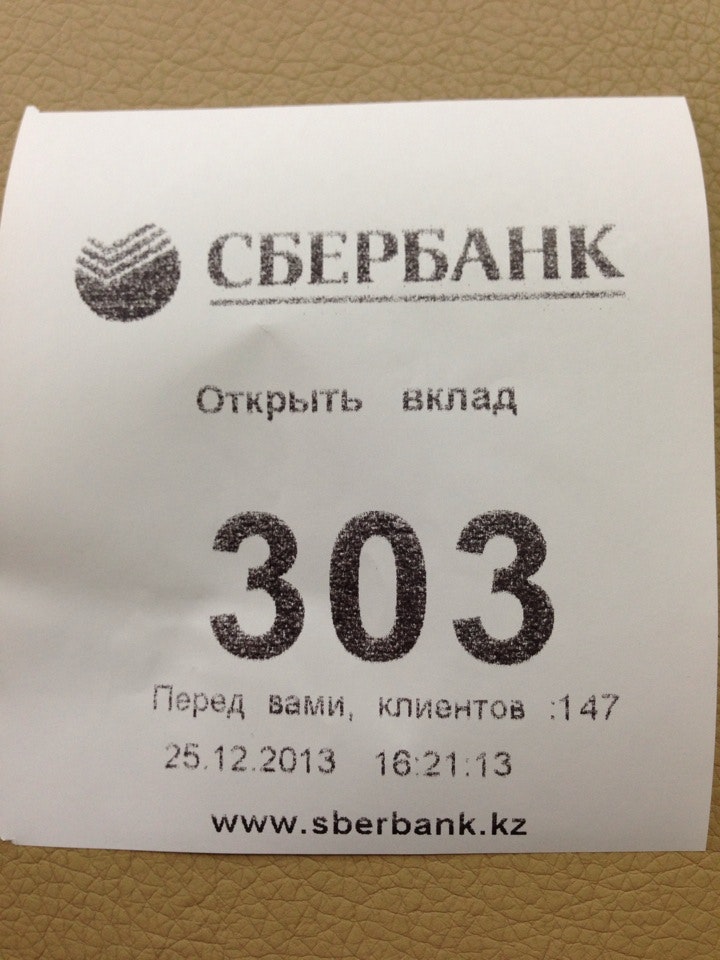 СБЕРБАНК
Открыть вклад
303
Перед вами, клиентов :147
25.12.2013 16:21:13
www.sberbank.kz